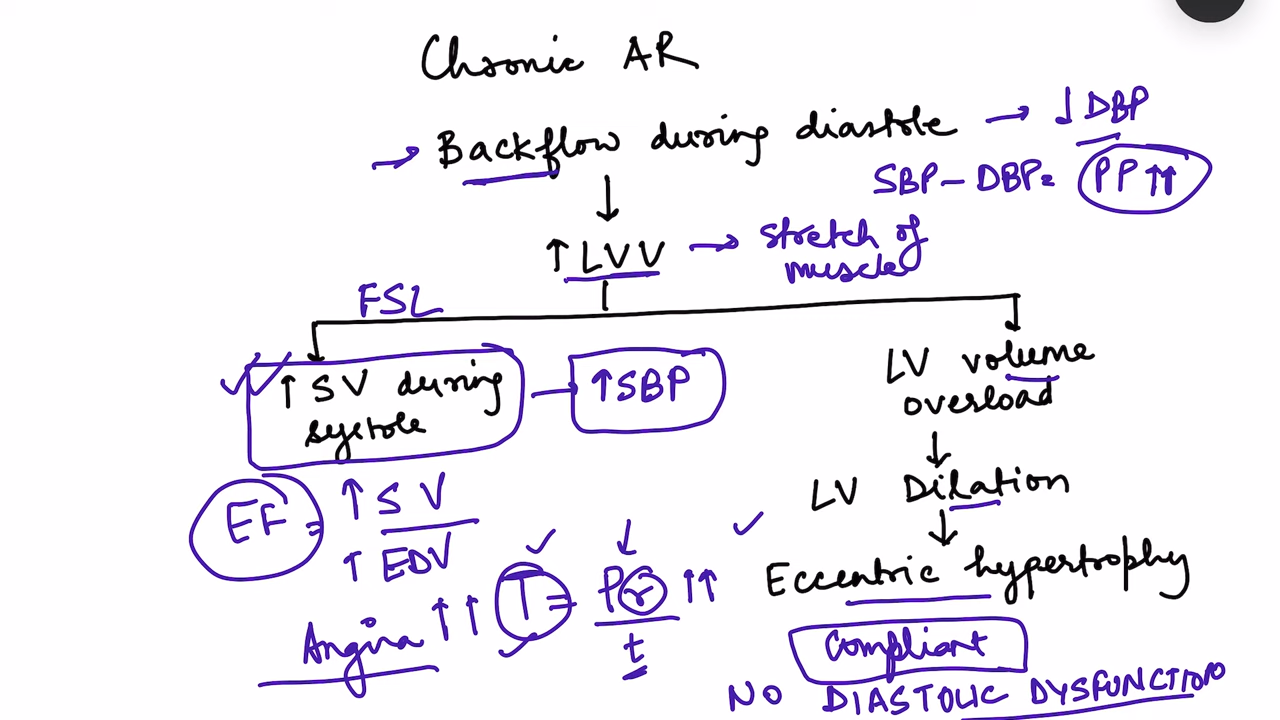 Chronic AR
→ Backflow during diastole → ↓ DBP
SBP - DBP = PP ↑↑
↑ LVV → stretch of
muscle
FSL
↑ SV during
systole
↑ SBP
LV volume
overload
LV Dilation
EF = ↑ SV
↑ EDV
Eccentric hypertrophy
Angina ↑↑ T = Pr ↑↑
t
Compliant
NO DIASTOLIC DYSFUNCTION